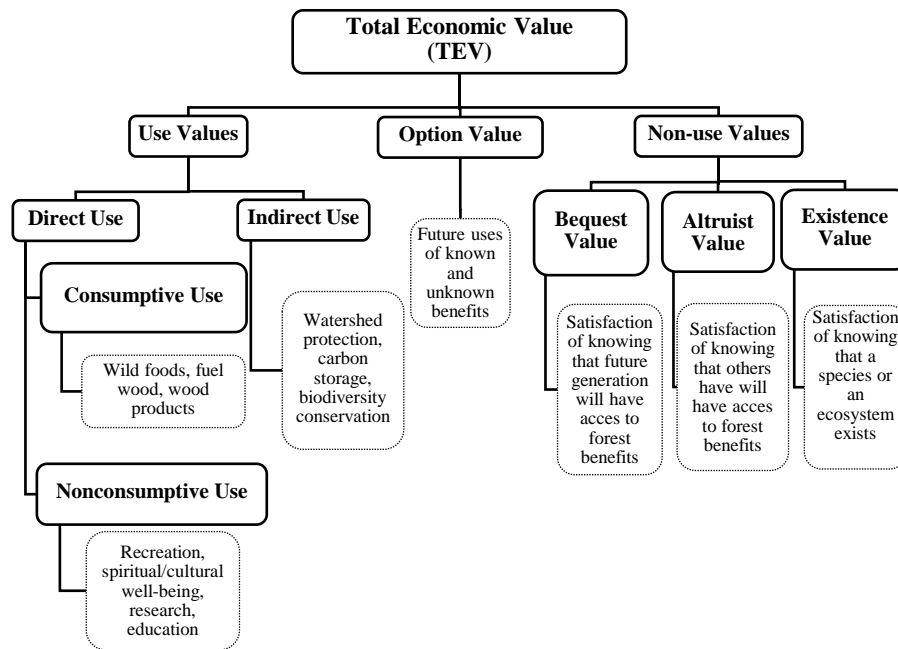 Total Economic Value
(TEV)
Use Values
Option Value
Non-use Values
Direct Use
Indirect Use
Bequest
Value
Altruist
Value
Existence
Value
Future uses
of known
and
unknown
benefits
Consumptive Use
Wild foods, fuel
wood, wood
products
Watershed
protection,
carbon
storage,
biodiversity
conservation
Satisfaction
of knowing
that future
generation
will have
acces to
forest
benefits
Satisfaction
of knowing
that others
have will
have acces
to forest
benefits
Satisfaction
of knowing
that a
species or
an
ecosystem
exists
Nonconsumptive Use
Recreation,
spiritual/cultural
well-being,
research,
education